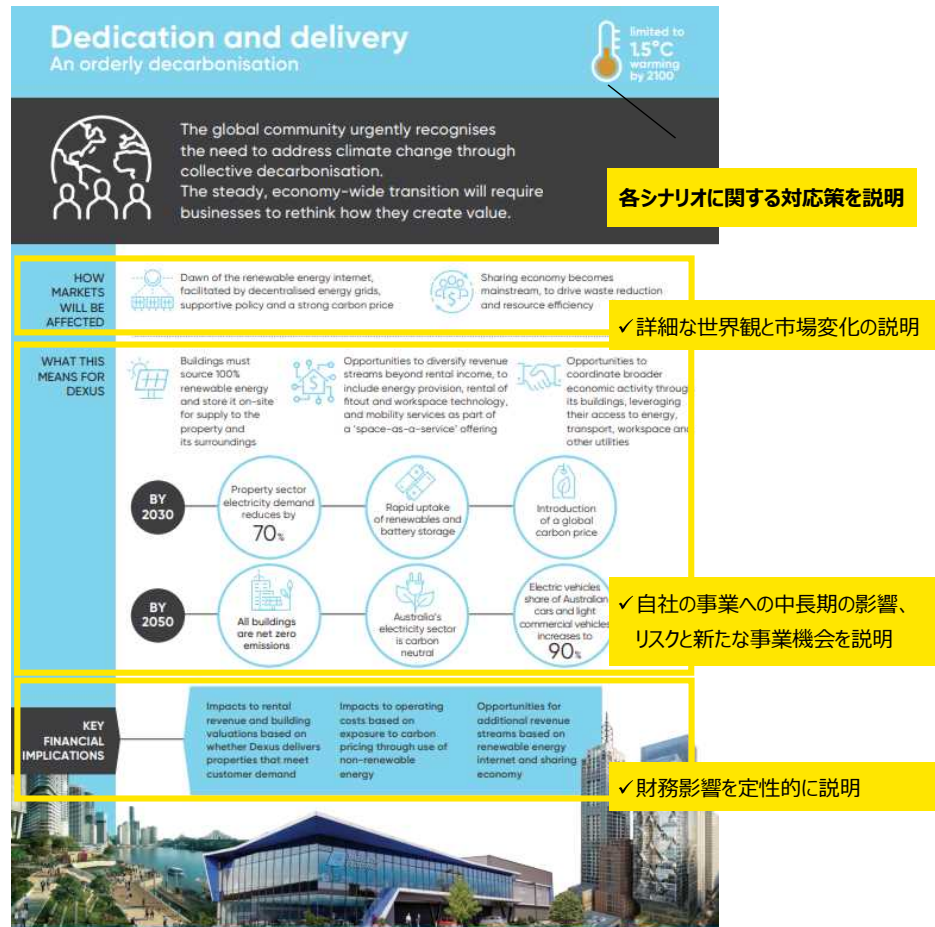 Dedication and delivery
An orderly decarbonisation
limited to
1.5°C
warming
by 2100
The global community urgently recognises
the need to address climate change through
collective decarbonisation.
The steady, economy-wide transition will require
businesses to rethink how they create value.
各シナリオに関する対応策を説明
HOW
MARKETS
WILL BE
AFFECTED
Dawn of the renewable energy internet,
facilitated by decentralised energy grids,
supportive policy and a strong carbon price
Sharing economy becomes
mainstream, to drive waste reduction
and resource efficiency
✓詳細な世界観と市場変化の説明
WHAT THIS
MEANS FOR
DEXUS
Buildings must
source 100%
renewable energy
and store it on-site
for supply to the
property and
its surroundings
Opportunities to diversify revenue
streams beyond rental income, to
include energy provision, rental of
fitout and workspace technology,
and mobility services as part of
a 'space-as-a-service' offering
Opportunities to
coordinate broader
economic activity throug
its buildings, leveraging
their access to energy,
transport, workspace an
other utilities
BY
2030
Property sector
electricity demand
reduces by
70%
Rapid uptake
of renewables and
battery storage
Introduction
of a global
carbon price
BY
2050
All buildings
are net zero
emissions
Australia's
electricity sector
is carbon
neutral
Electric vehicles
share of Australian
cars and light
commercial vehicles
increases to
90%
✓自社の事業への中長期の影響、
リスクと新たな事業機会を説明
KEY
FINANCIAL
IMPLICATIONS
Impacts to rental
revenue and building
valuations based on
whether Dexus delivers
properties that meet
customer demand
Impacts to operating
costs based on
exposure to carbon
pricing through use of
non-renewable
energy
Opportunities for
additional revenue
streams based on
renewable energy
internet and sharing
economy
✓財務影響を定性的に説明